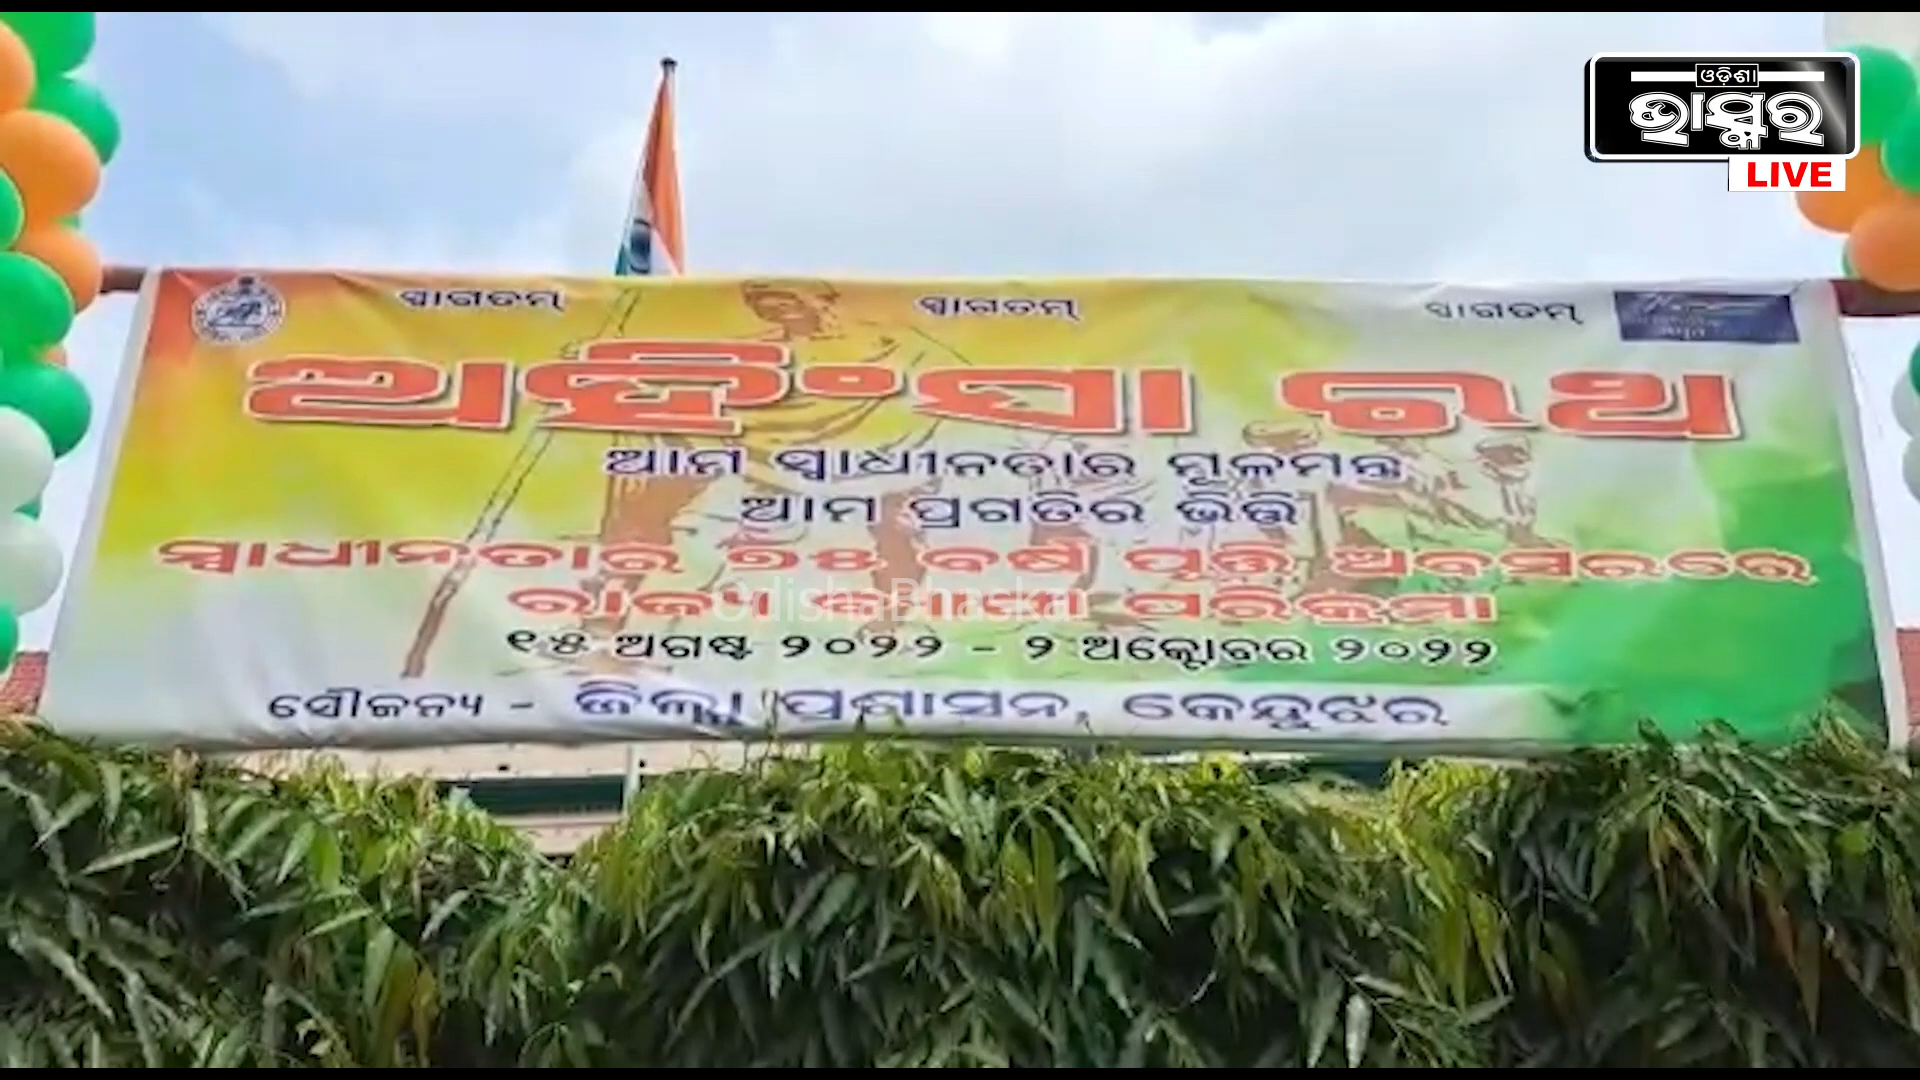 ଓଡ଼ିଶା
ଭାସ୍କର
LIVE
ସ୍ୱାଗତମ୍ ସ୍ୱାଗତମ୍ ସ୍ୱାଗତମ୍
ଅହିଂସା ରଥ
ଆମ ସ୍ୱାଧୀନତାର ମୂଳମନ୍ତ୍ର
ଆମ ପ୍ରଗତିର ଭିତ୍ତି
ସ୍ୱାଧୀନତାର ୭୫ ବର୍ଷ ପୂର୍ତ୍ତି ଅବସରରେ
ରାଜ୍ୟ ବ୍ୟାପୀ ପରିକ୍ରମା
OdishaBhaskar
୧୫ ଅଗଷ୍ଟ ୨୦୨୨ - ୨ ଅକ୍ଟୋବର ୨୦୨୨
ସୌଜନ୍ୟ - ଜିଲ୍ଲା ପ୍ରଶାସନ, କେନ୍ଦୁଝର